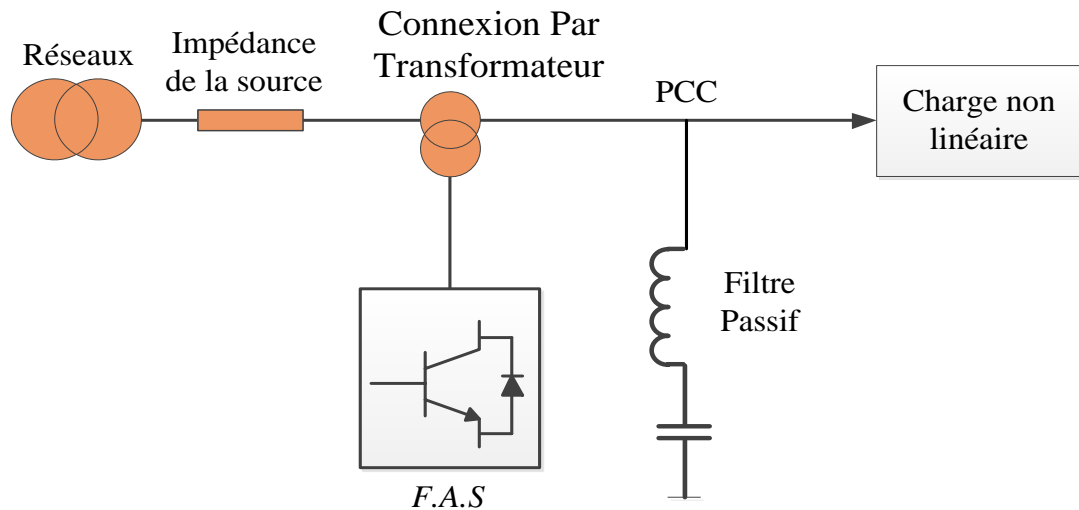 Réseaux
Impédance
de la source
Connexion Par
Transformateur
PCC
Charge non
linéaire
Filtre
Passif
F.A.S